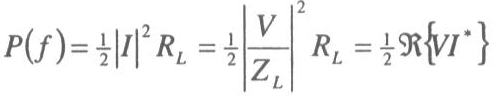 P(f)=½|I|² R_L = ½|V/Z_L|² R_L = ½ℜ{VI*}